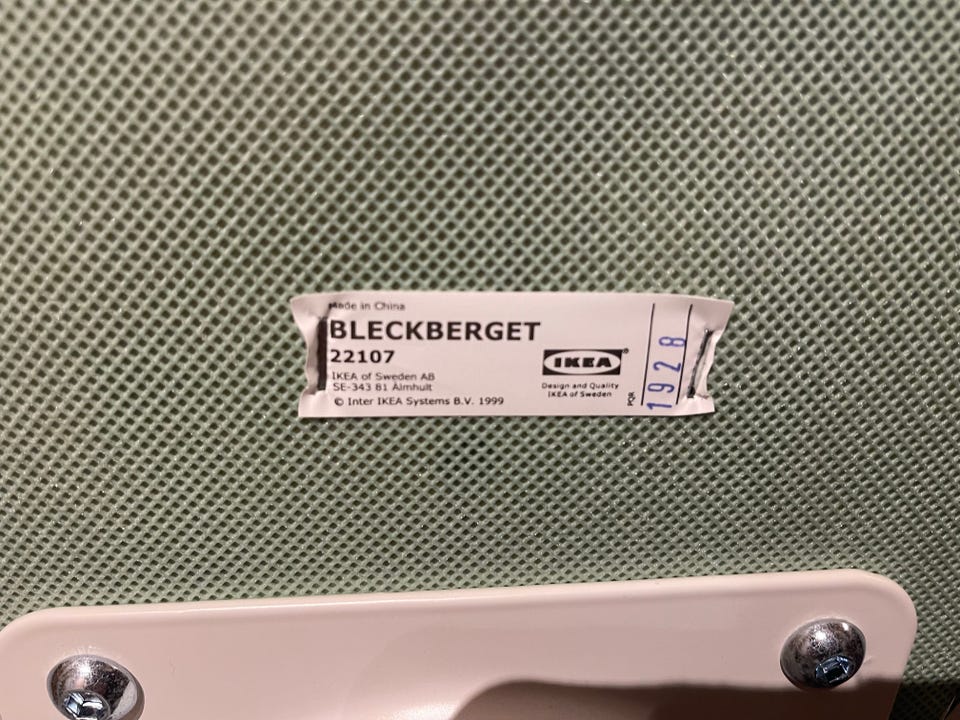 Made in China
BLECKBERGET
22107
IKEA of Sweden AB
SE-343 81 Älmhult
© Inter IKEA Systems B.V. 1999
IKEA®
Design and Quality
IKEA of Sweden
PQR
1928